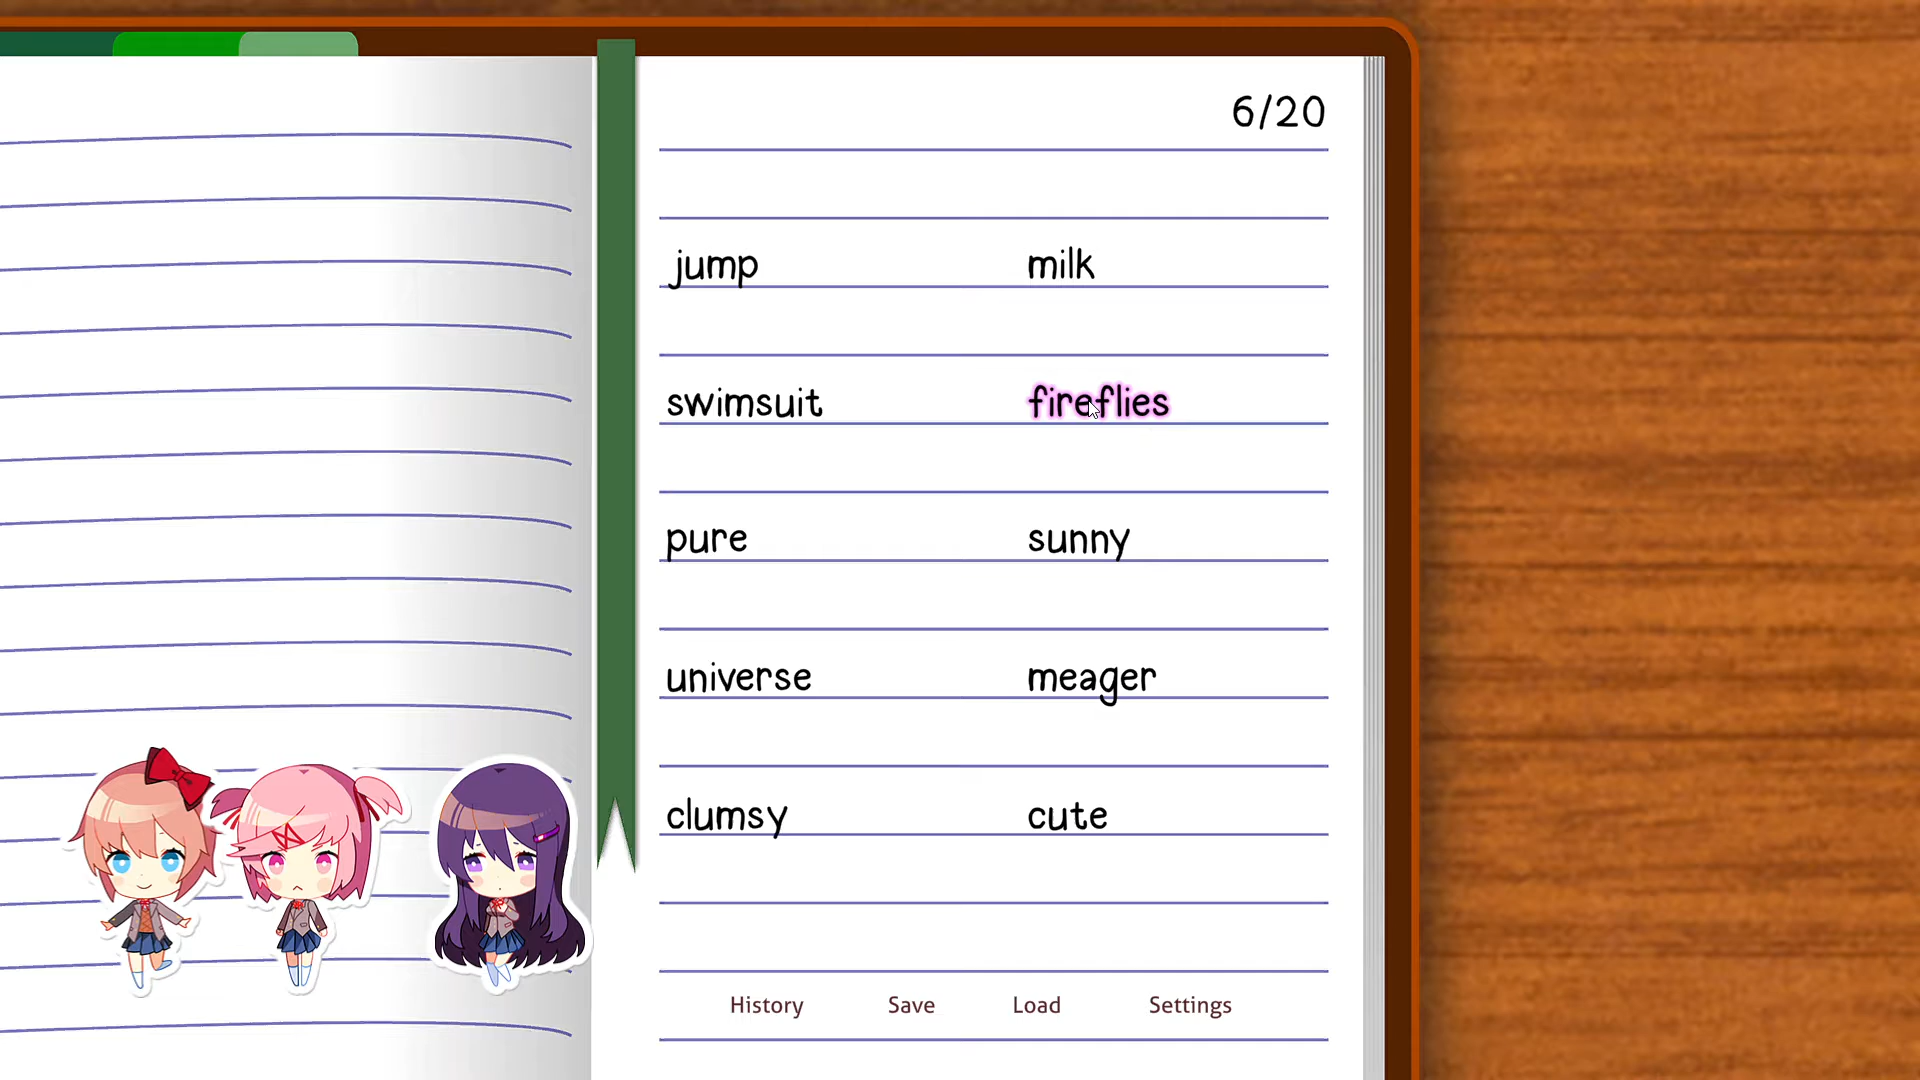 6/20
jump milk
swimsuit fireflies
pure sunny
universe meager
clumsy cute
History Save Load Settings